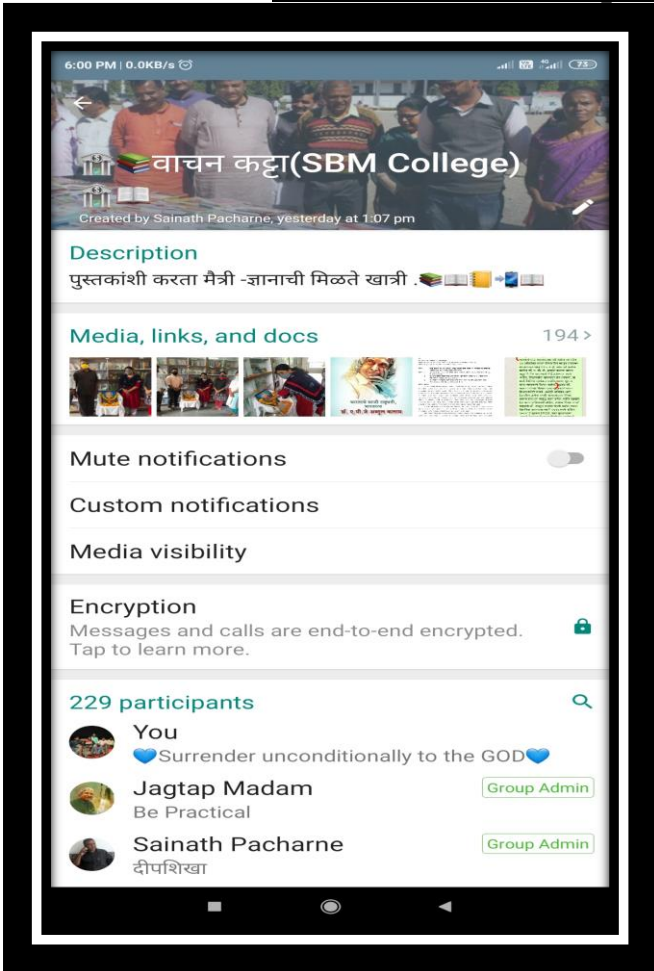 6:00 PM | 0.0KB/s
73
वाचन कट्टा(SBM College)
Created by Sainath Pacharne, yesterday at 1:07 pm
Description
पुस्तकांशी करता मैत्री -ज्ञानाची मिळते खात्री .
Media, links, and docs
194 >
डॉ. ए.पी.जे अब्दुल कलाम
Mute notifications
Custom notifications
Media visibility
Encryption
Messages and calls are end-to-end encrypted.
Tap to learn more.
229 participants
You
💙Surrender unconditionally to the GOD💙
Jagtap Madam
Group Admin
Be Practical
Sainath Pacharne
Group Admin
दीपशिखा